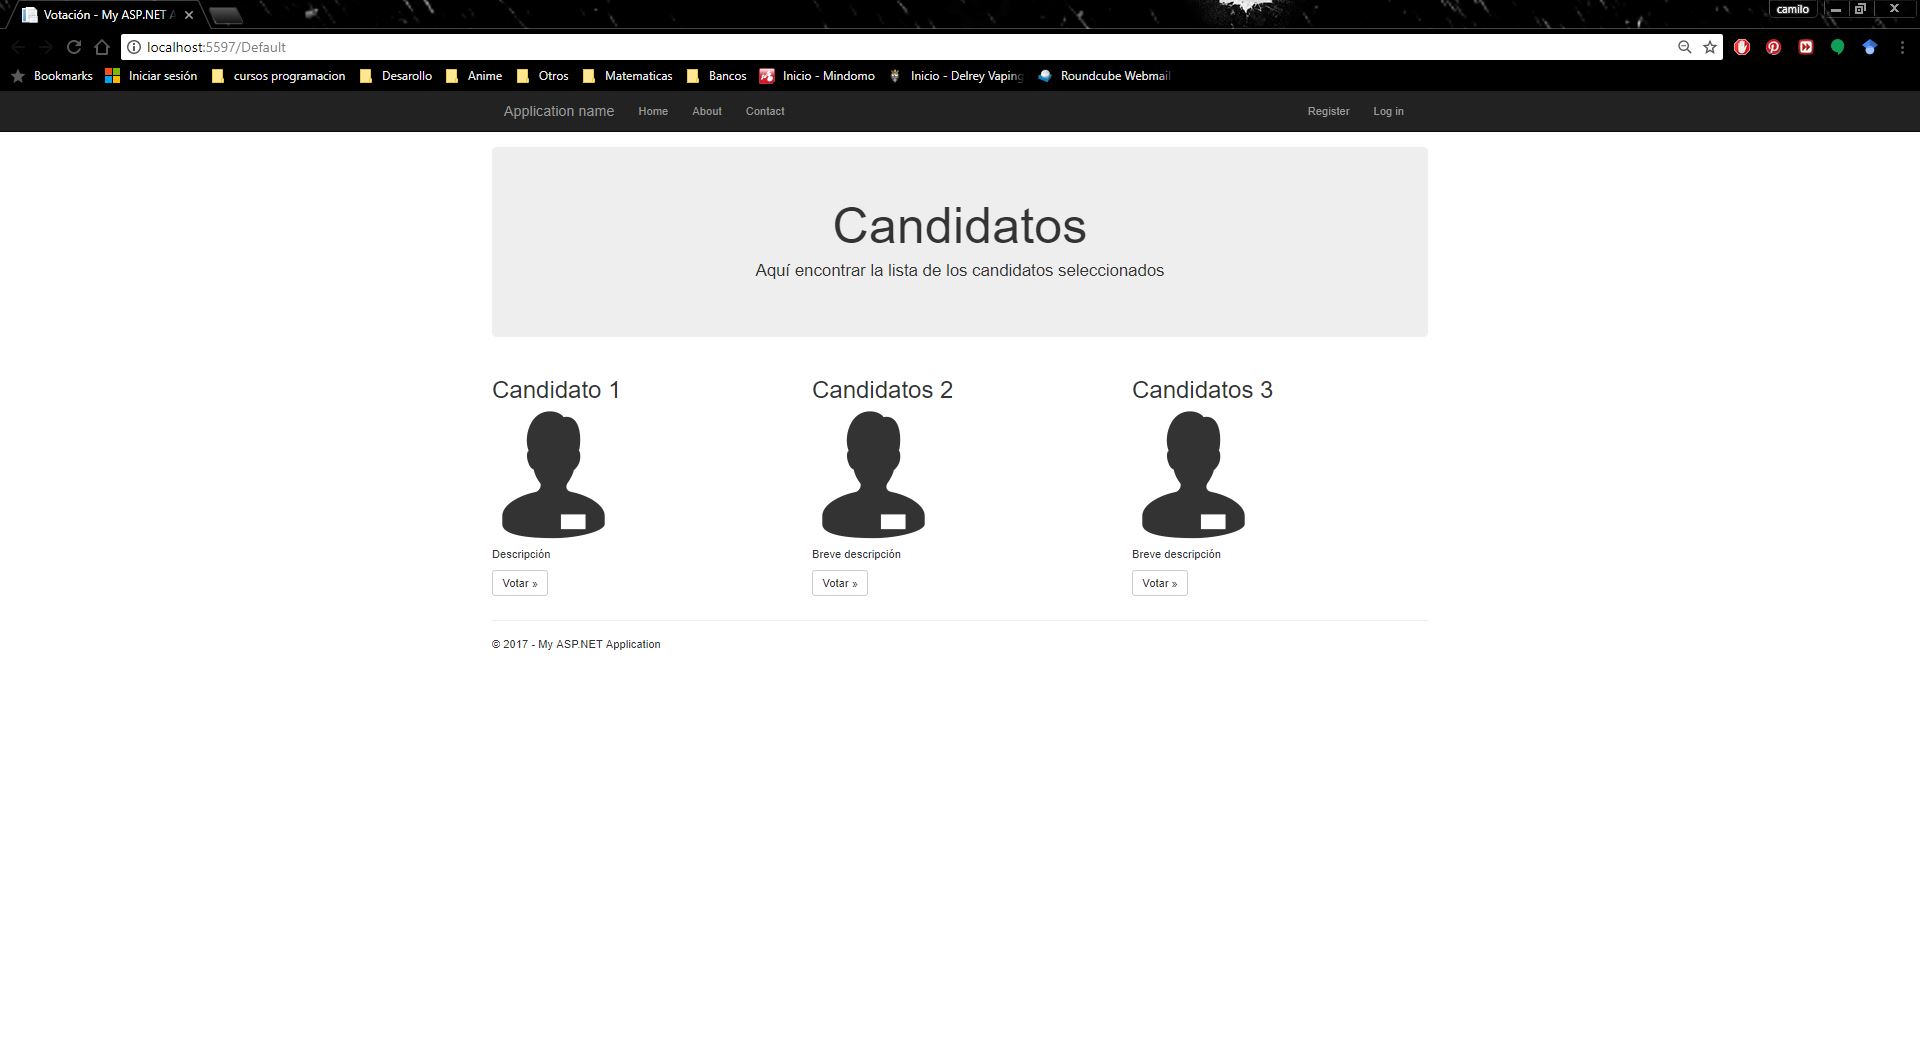 Votación - My ASP.NET A
camilo
localhost:5597/Default
Bookmarks Iniciar sesión cursos programacion Desarollo Anime Otros Matematicas Bancos Inicio - Mindomo Inicio - Delrey Vaping Roundcube Webmail
Application name Home About Contact Register Log in
Candidatos
Aquí encontrar la lista de los candidatos seleccionados
Candidato 1 Candidatos 2 Candidatos 3
Descripción Breve descripción Breve descripción
Votar » Votar » Votar »
© 2017 - My ASP.NET Application